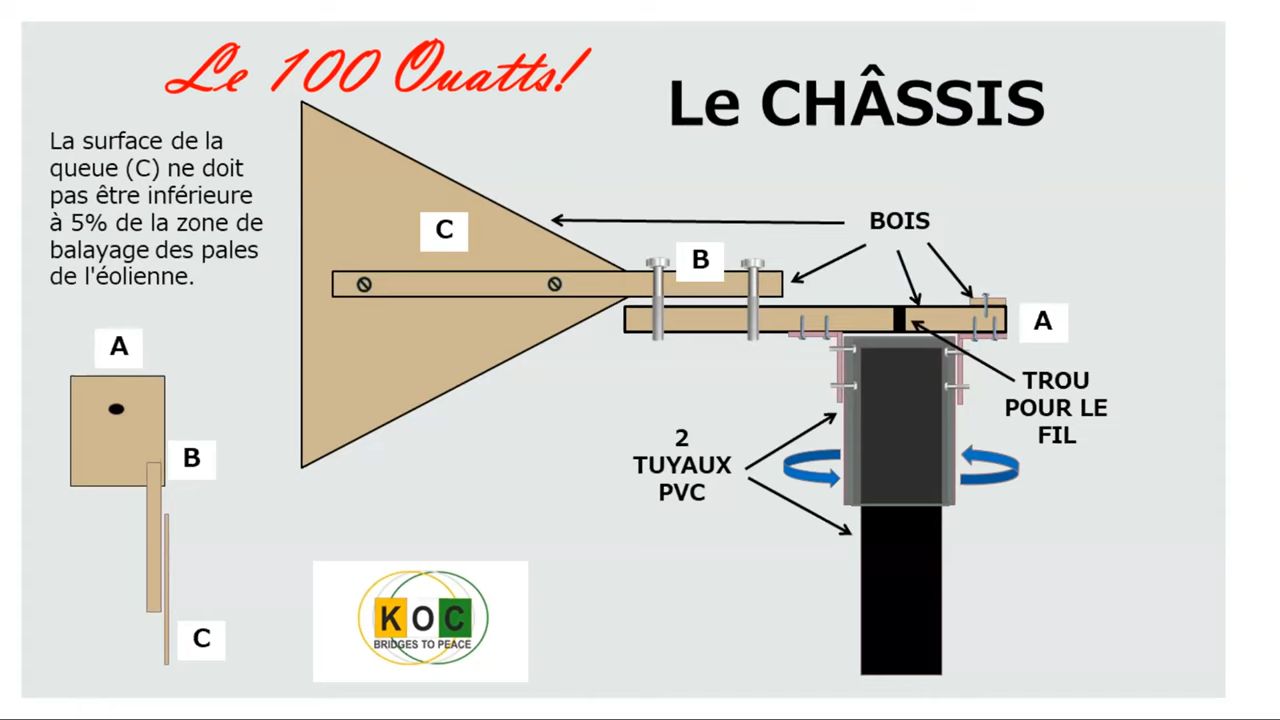 Le 100 Ouatts!
Le CHÂSSIS
La surface de la
queue (C) ne doit
pas être inférieure
à 5% de la zone de
balayage des pales
de l'éolienne.
C
B
BOIS
A
TROU
POUR LE
FIL
2
TUYAUX
PVC
A
B
C
KOC
BRIDGES TO PEACE